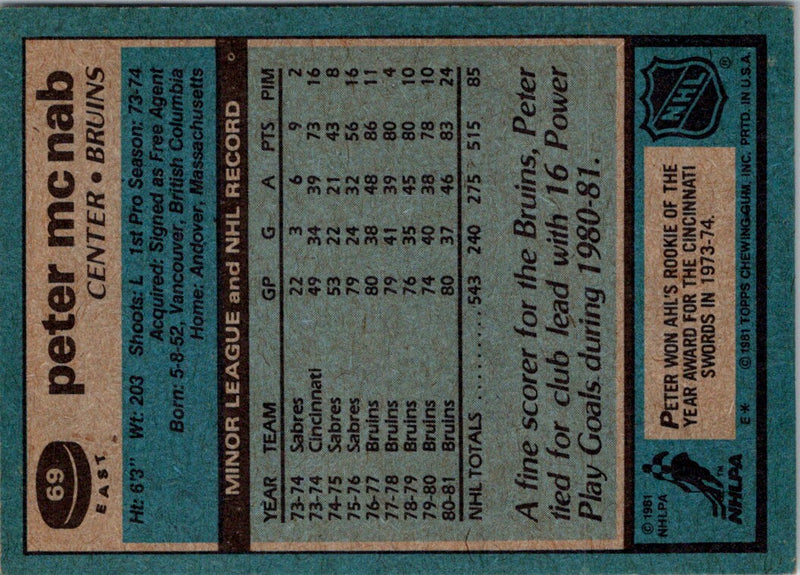 69
EAST
peter mc nab
CENTER • BRUINS
Ht: 6'3" Wt: 203 Shoots: L 1st Pro Season: 73-74
Acquired: Signed as Free Agent
Born: 5-8-52, Vancouver, British Columbia
Home: Andover, Massachusetts
MINOR LEAGUE and NHL RECORD
YEAR TEAM GP G A PTS PIM
73-74 Sabres 22 3 6 9 2
73-74 Cincinnati 49 34 39 73 16
74-75 Sabres 53 22 21 43 8
75-76 Sabres 79 24 32 56 16
76-77 Bruins 80 38 48 86 11
77-78 Bruins 79 41 39 80 4
78-79 Bruins 76 35 45 80 10
79-80 Bruins 74 40 38 78 10
80-81 Bruins 80 37 46 83 24
NHL TOTALS .......... 543 240 275 515 85
A fine scorer for the Bruins, Peter
tied for club lead with 16 Power
Play Goals during 1980-81.
© 1981
NHLPA
NHLPA
TM
PETER WON AHL'S ROOKIE OF THE
YEAR AWARD FOR THE CINCINNATI
SWORDS IN 1973-74.
NHL
®
E* © 1981 TOPPS CHEWING GUM, INC. PRTD. IN U.S.A.